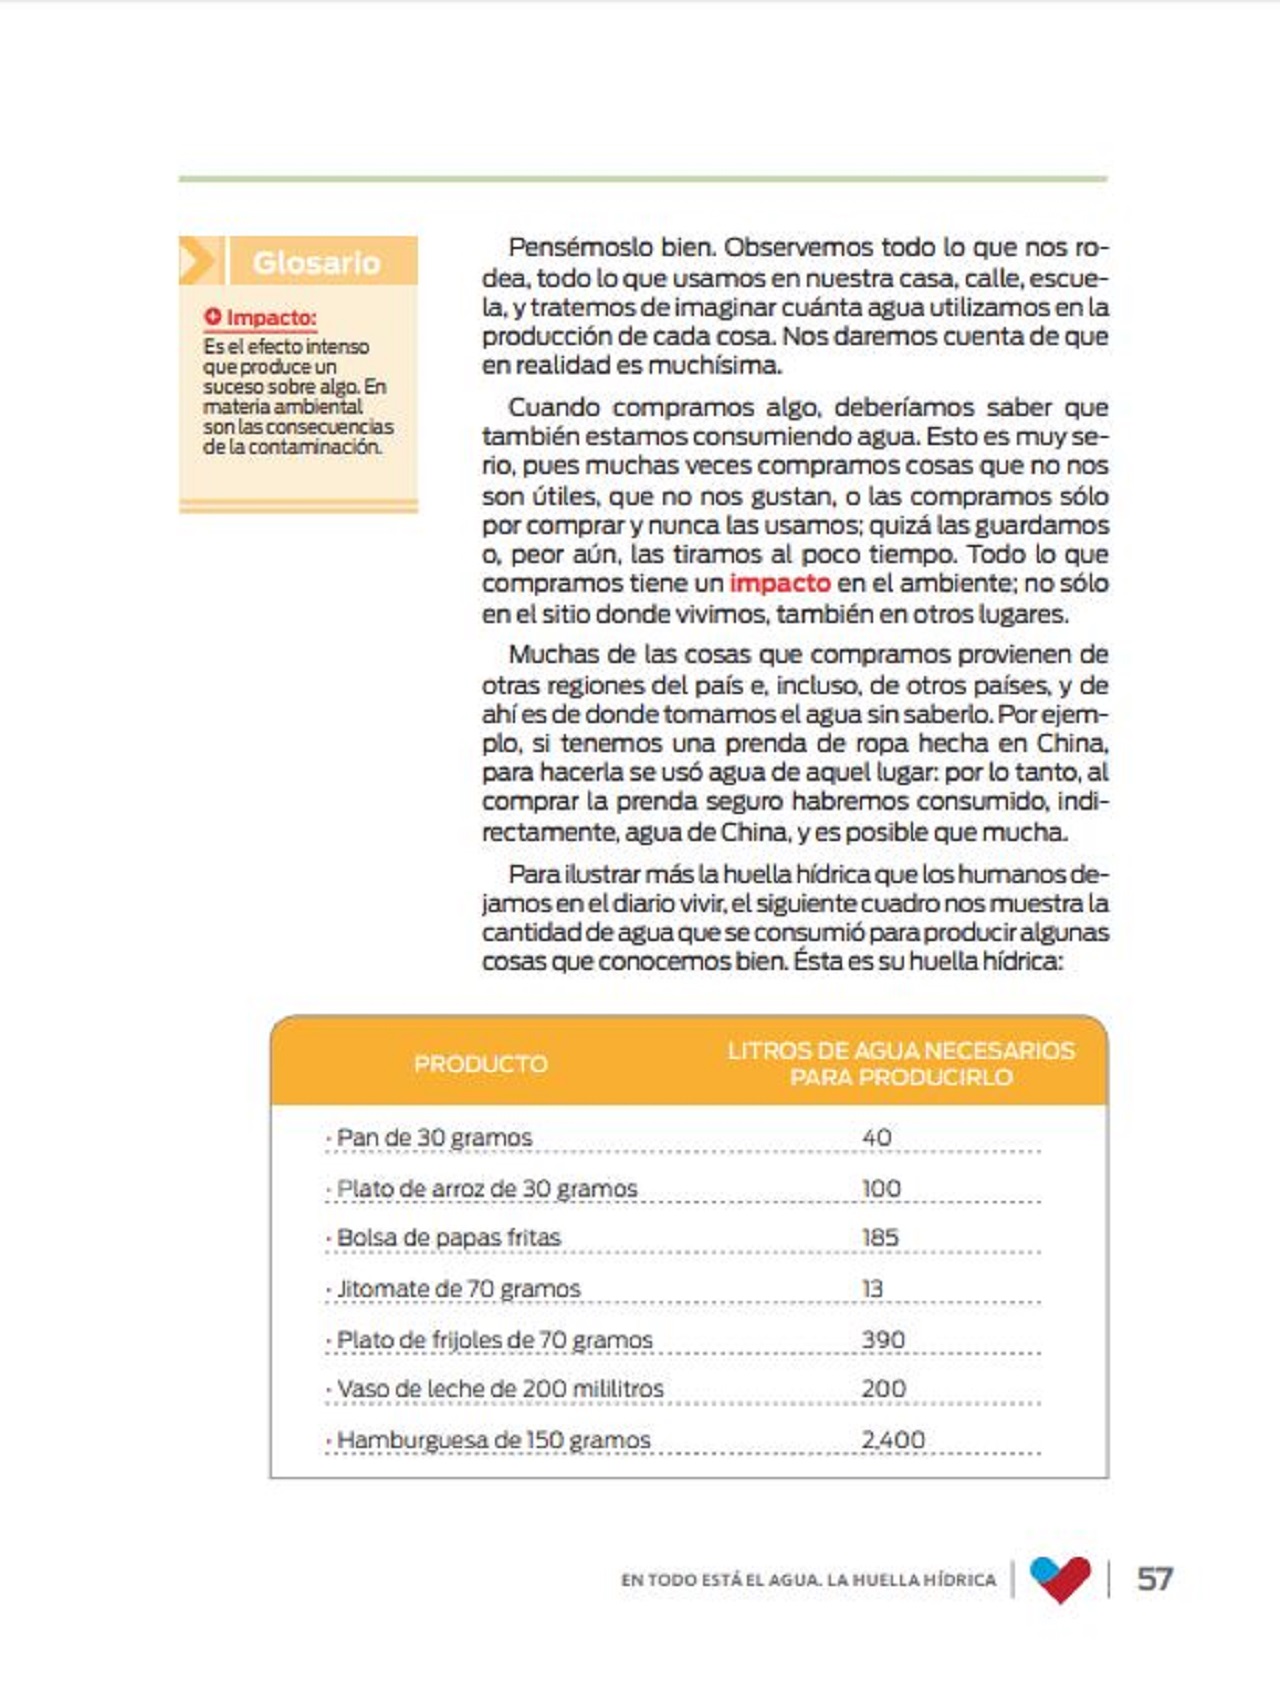 Glosario
Impacto:
Es el efecto intenso
que produce un
suceso sobre algo. En
materia ambiental
son las consecuencias
de la contaminación.
Pensémoslo bien. Observemos todo lo que nos ro-
dea, todo lo que usamos en nuestra casa, calle, escue-
la, y tratemos de imaginar cuánta agua utilizamos en la
producción de cada cosa. Nos daremos cuenta de que
en realidad es muchísima.
Cuando compramos algo, deberíamos saber que
también estamos consumiendo agua. Esto es muy se-
rio, pues muchas veces compramos cosas que no nos
son útiles, que no nos gustan, o las compramos sólo
por comprar y nunca las usamos; quizá las guardamos
o, peor aún, las tiramos al poco tiempo. Todo lo que
compramos tiene un impacto en el ambiente; no sólo
en el sitio donde vivimos, también en otros lugares.
Muchas de las cosas que compramos provienen de
otras regiones del país e, incluso, de otros países, y de
ahí es de donde tomamos el agua sin saberlo. Por ejem-
plo, si tenemos una prenda de ropa hecha en China,
para hacerla se usó agua de aquel lugar: por lo tanto, al
comprar la prenda seguro habremos consumido, indi-
rectamente, agua de China, y es posible que mucha.
Para ilustrar más la huella hídrica que los humanos de-
jamos en el diario vivir, el siguiente cuadro nos muestra la
cantidad de agua que se consumió para producir algunas
cosas que conocemos bien. Ésta es su huella hídrica:
PRODUCTO
LITROS DE AGUA NECESARIOS
PARA PRODUCIRLO
· Pan de 30 gramos 40
· Plato de arroz de 30 gramos 100
· Bolsa de papas fritas 185
· Jitomate de 70 gramos 13
· Plato de frijoles de 70 gramos 390
· Vaso de leche de 200 mililitros 200
· Hamburguesa de 150 gramos 2,400
EN TODO ESTÁ EL AGUA. LA HUELLA HÍDRICA 57